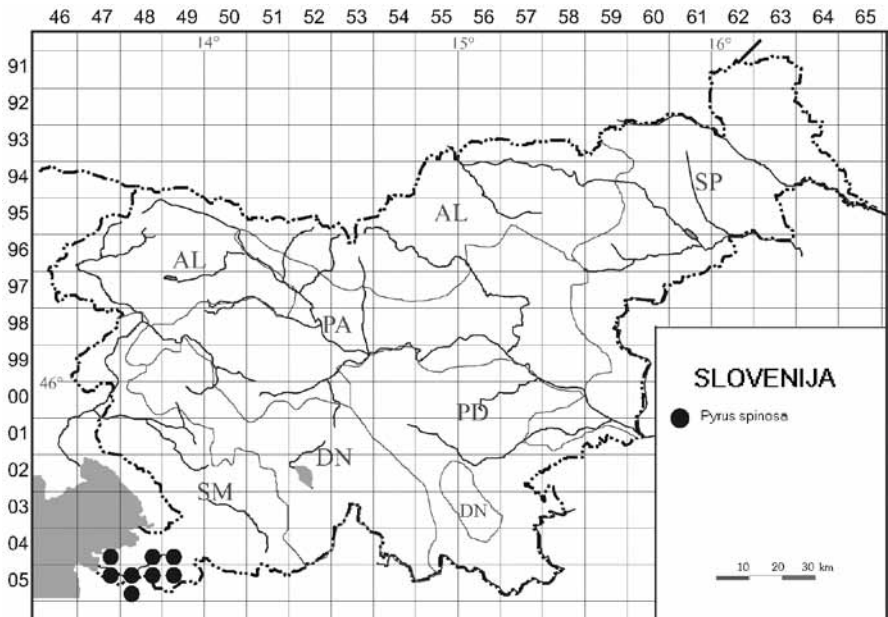 46 47 48 49 50 51 52 53 54 55 56 57 58 59 60 61 62 63 64 65
14° 15° 16°
91
92
93
94
SP
95
AL
96
AL
97
98
PA
99
SLOVENIJA
46°
00
PD
Pyrus spinosa
01
DN
02
SM
03
DN
04
05
10 20 30 km